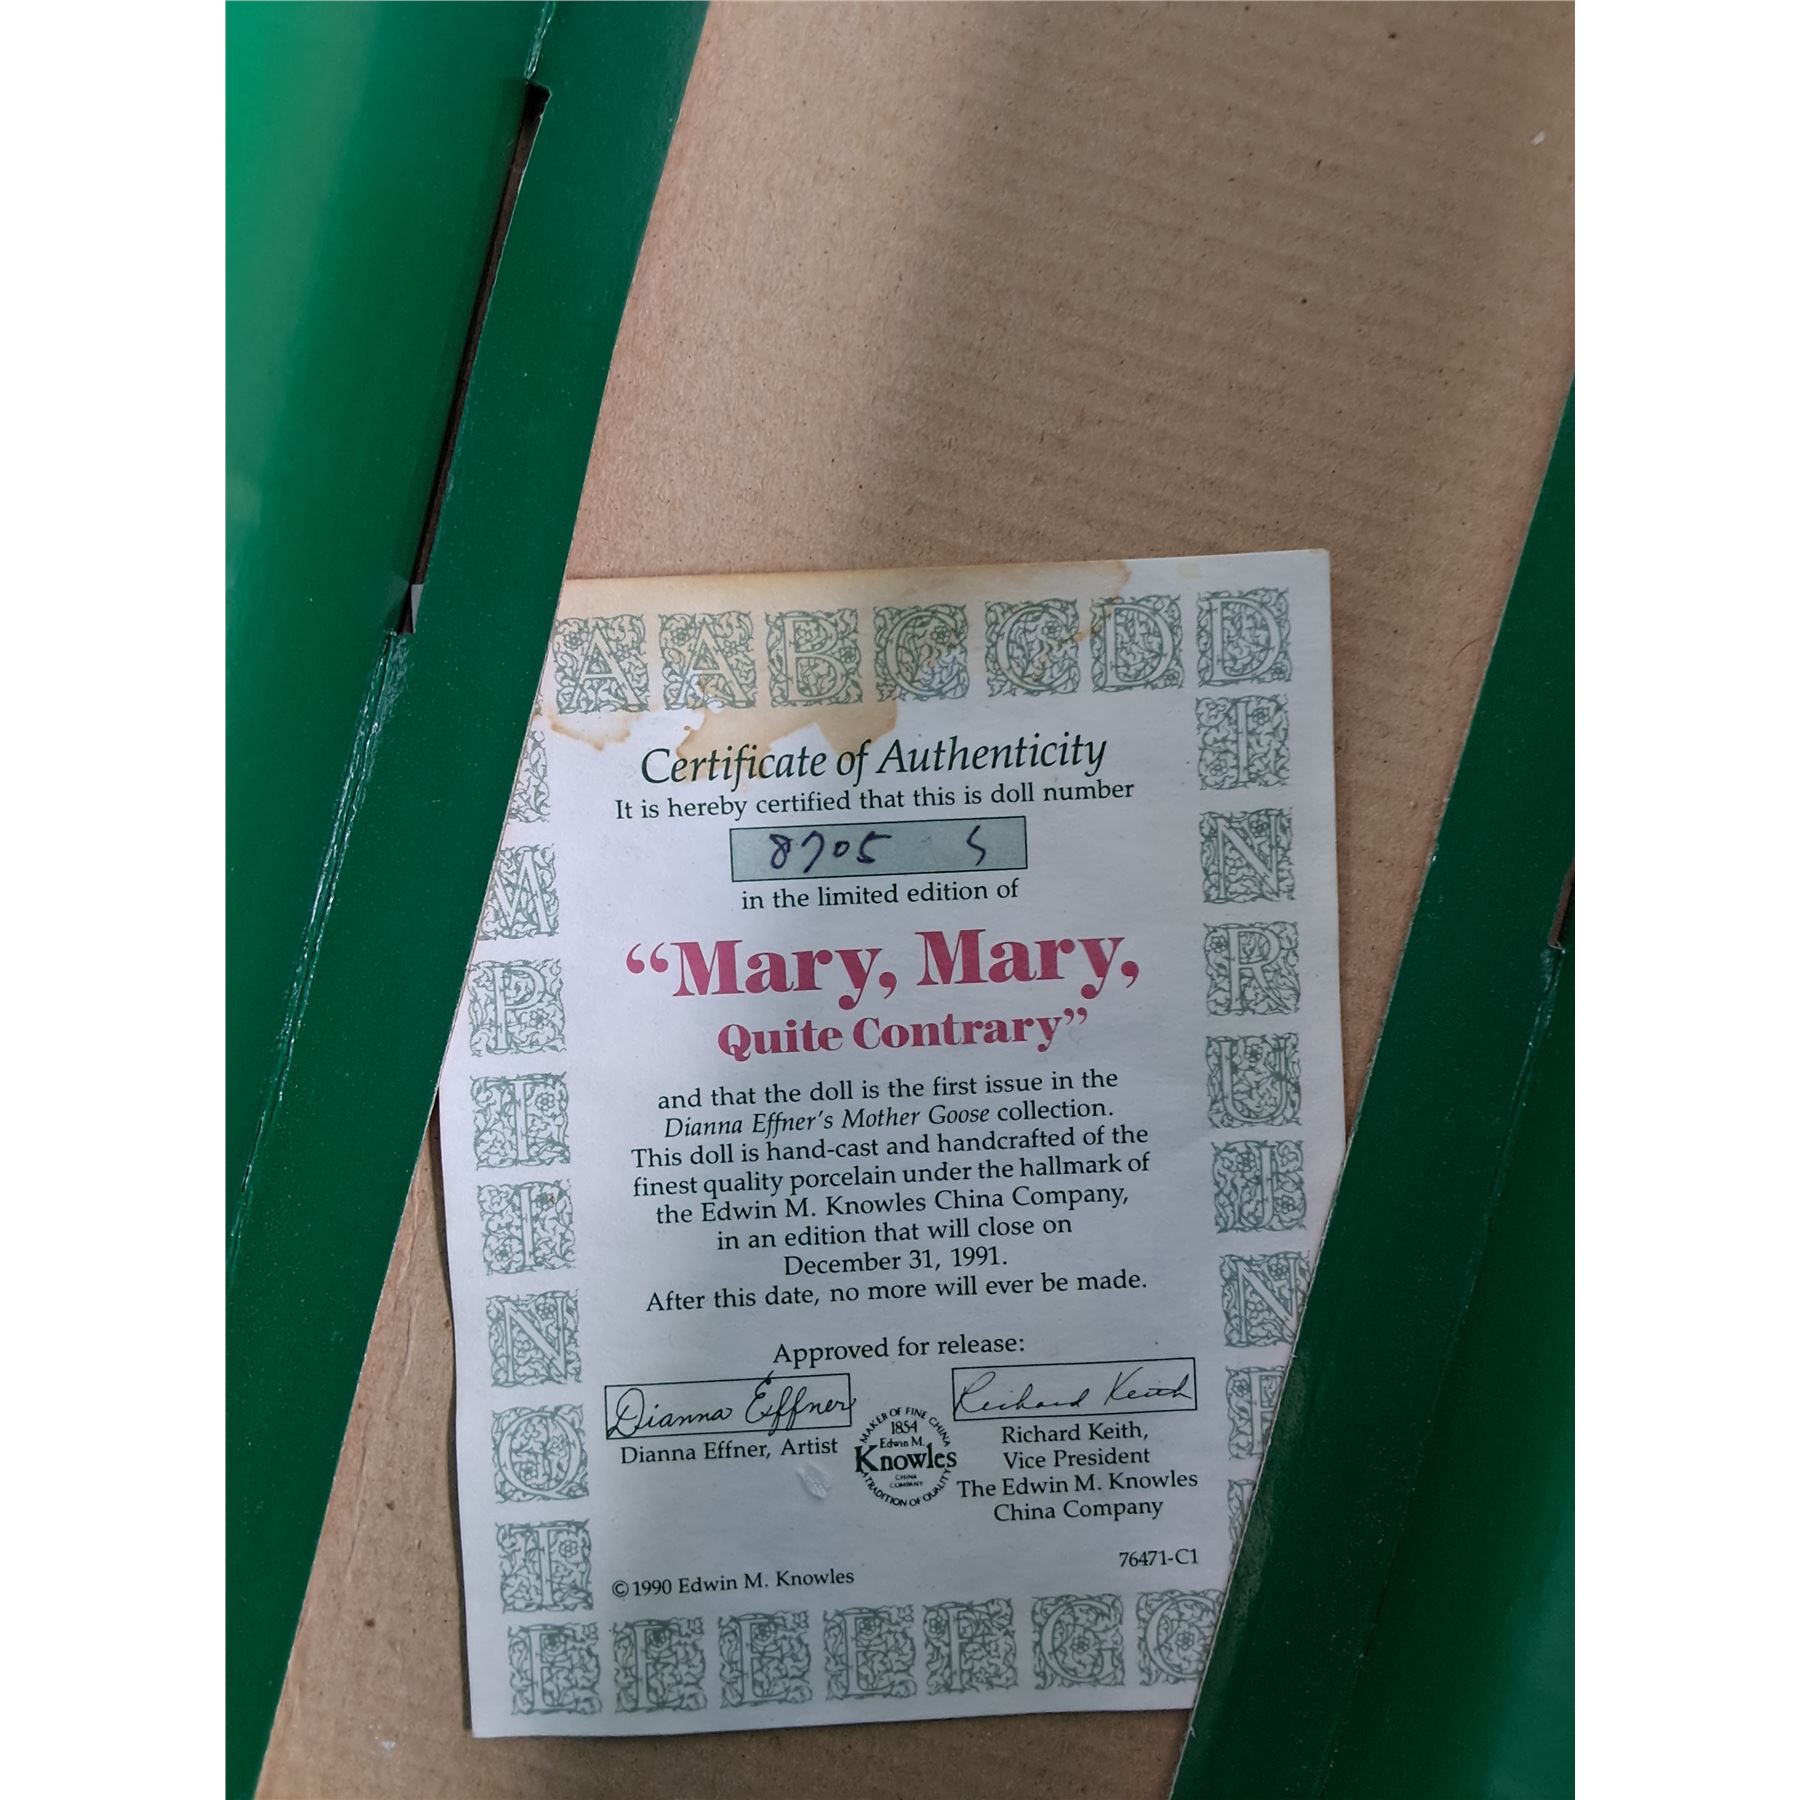 A A B C C D D
Certificate of Authenticity
It is hereby certified that this is doll number
8705 S
in the limited edition of
“Mary, Mary,
Quite Contrary”
and that the doll is the first issue in the
Dianna Effner's Mother Goose collection.
This doll is hand-cast and handcrafted of the
finest quality porcelain under the hallmark of
the Edwin M. Knowles China Company,
in an edition that will close on
December 31, 1991.
After this date, no more will ever be made.
Approved for release:
Dianna Effner
Dianna Effner, Artist
MAKER OF FINE CHINA
1854
Edwin M.
Knowles
CHINA
COMPANY
A TRADITION OF QUALITY
Richard Keith
Richard Keith,
Vice President
The Edwin M. Knowles
China Company
76471-C1
© 1990 Edwin M. Knowles